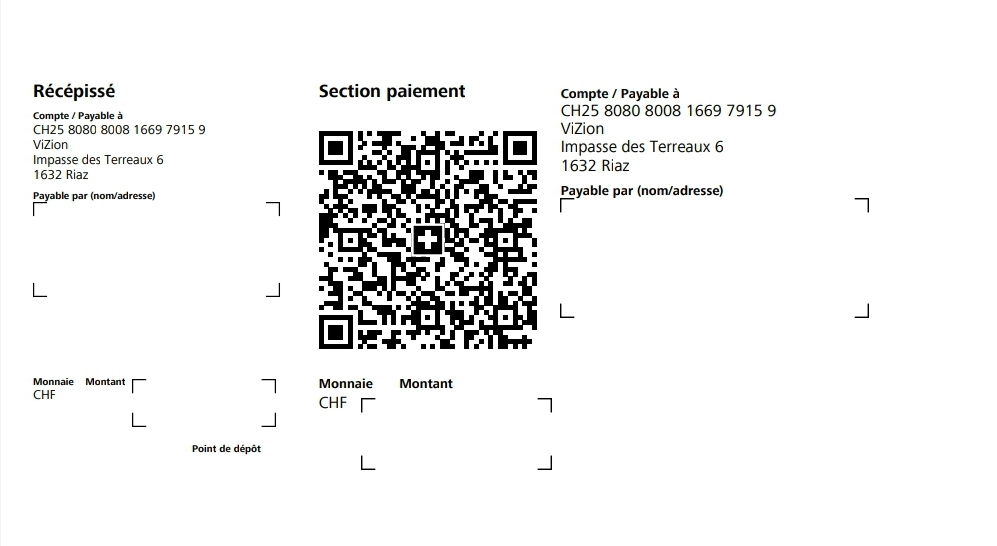 Récépissé
Compte / Payable à
CH25 8080 8008 1669 7915 9
ViZion
Impasse des Terreaux 6
1632 Riaz
Payable par (nom/adresse)
Monnaie Montant
CHF
Point de dépôt
Section paiement
Monnaie Montant
CHF
Compte / Payable à
CH25 8080 8008 1669 7915 9
ViZion
Impasse des Terreaux 6
1632 Riaz
Payable par (nom/adresse)